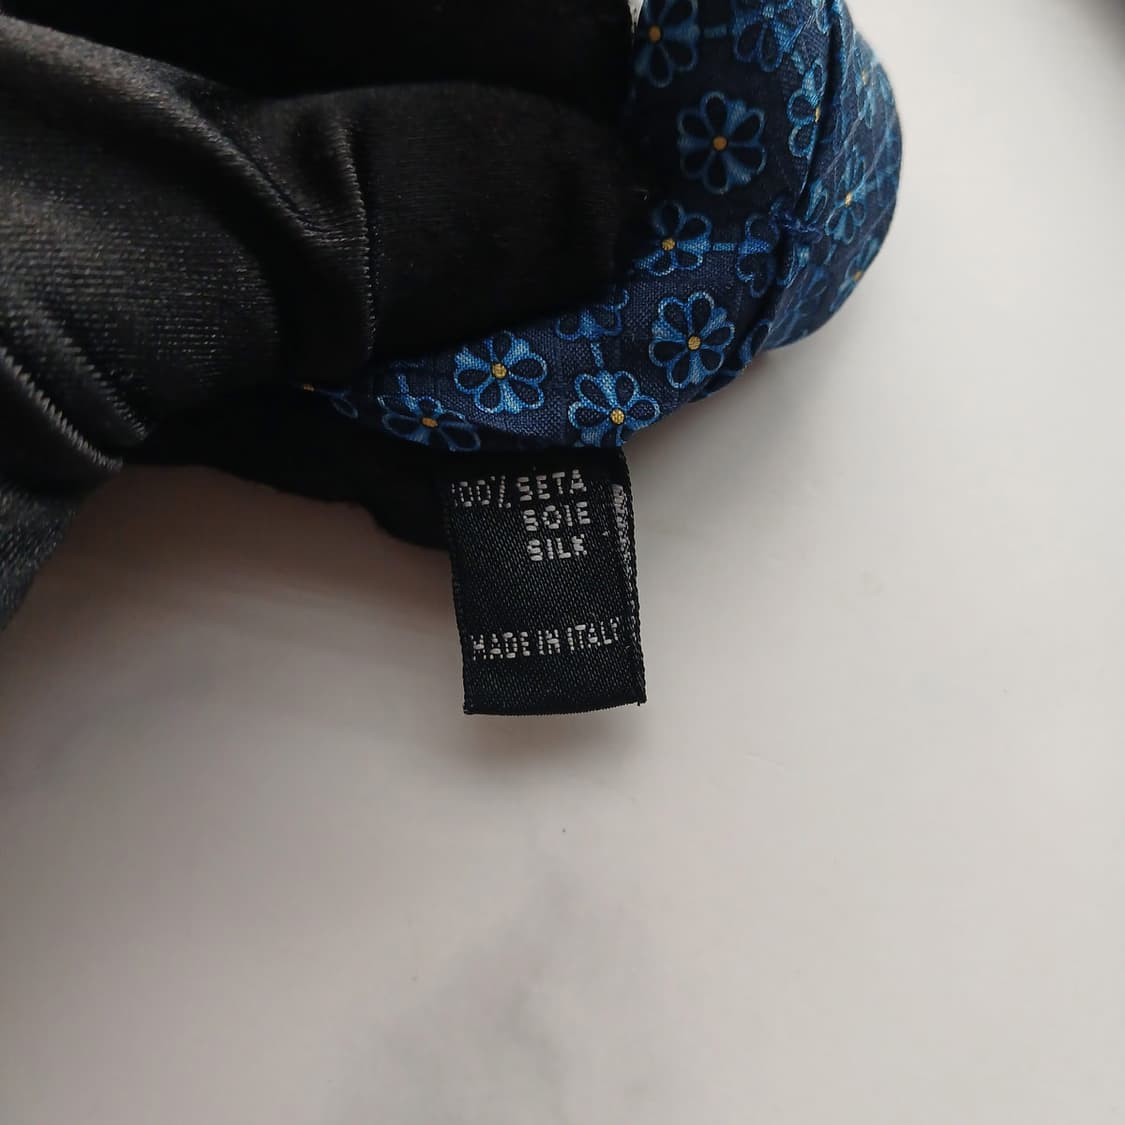 100% SETA
SOIE
SILK
MADE IN ITALY